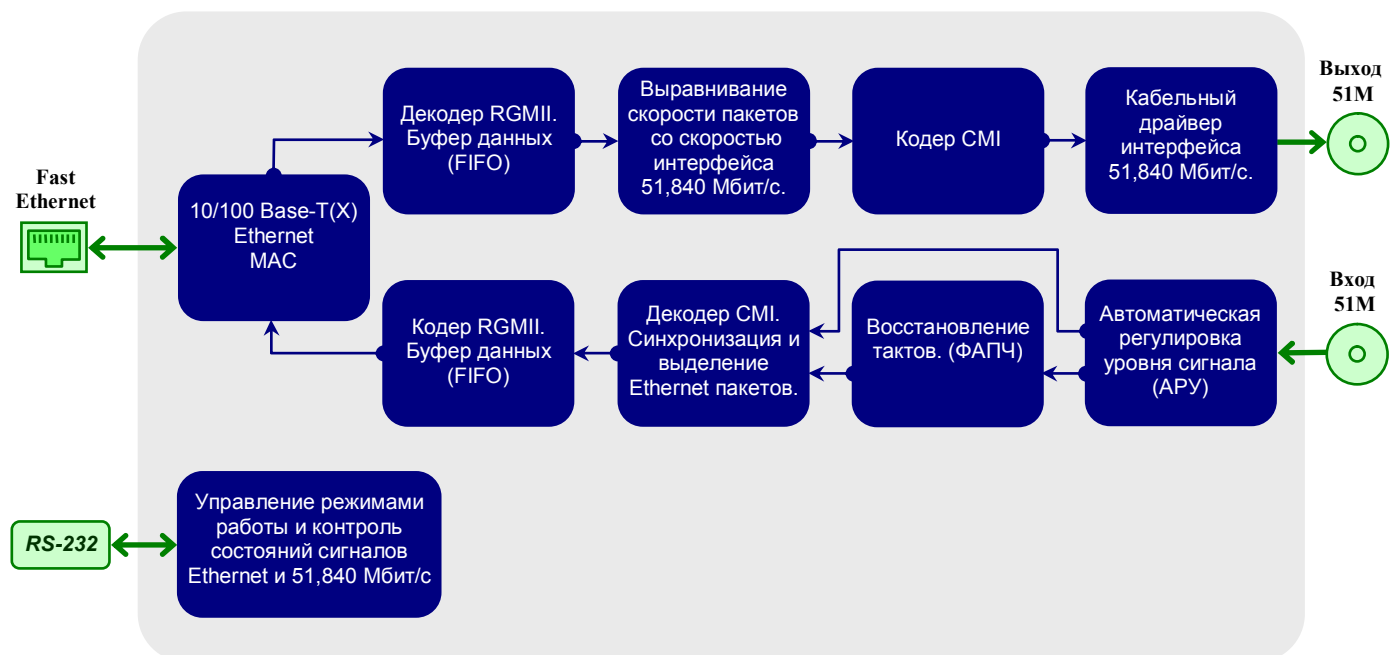 Fast
Ethernet
10/100 Base-T(X)
Ethernet
MAC
Декодер RGMII.
Буфер данных
(FIFO)
Выравнивание
скорости пакетов
со скоростью
интерфейса
51,840 Мбит/с.
Кодер CMI
Кабельный
драйвер
интерфейса
51,840 Мбит/с.
Выход
51М
Кодер RGMII.
Буфер данных
(FIFO)
Декодер CMI.
Синхронизация и
выделение
Ethernet пакетов.
Восстановление
тактов. (ФАПЧ)
Автоматическая
регулировка
уровня сигнала
(АРУ)
Вход
51М
RS-232
Управление режимами
работы и контроль
состояний сигналов
Ethernet и 51,840 Мбит/с